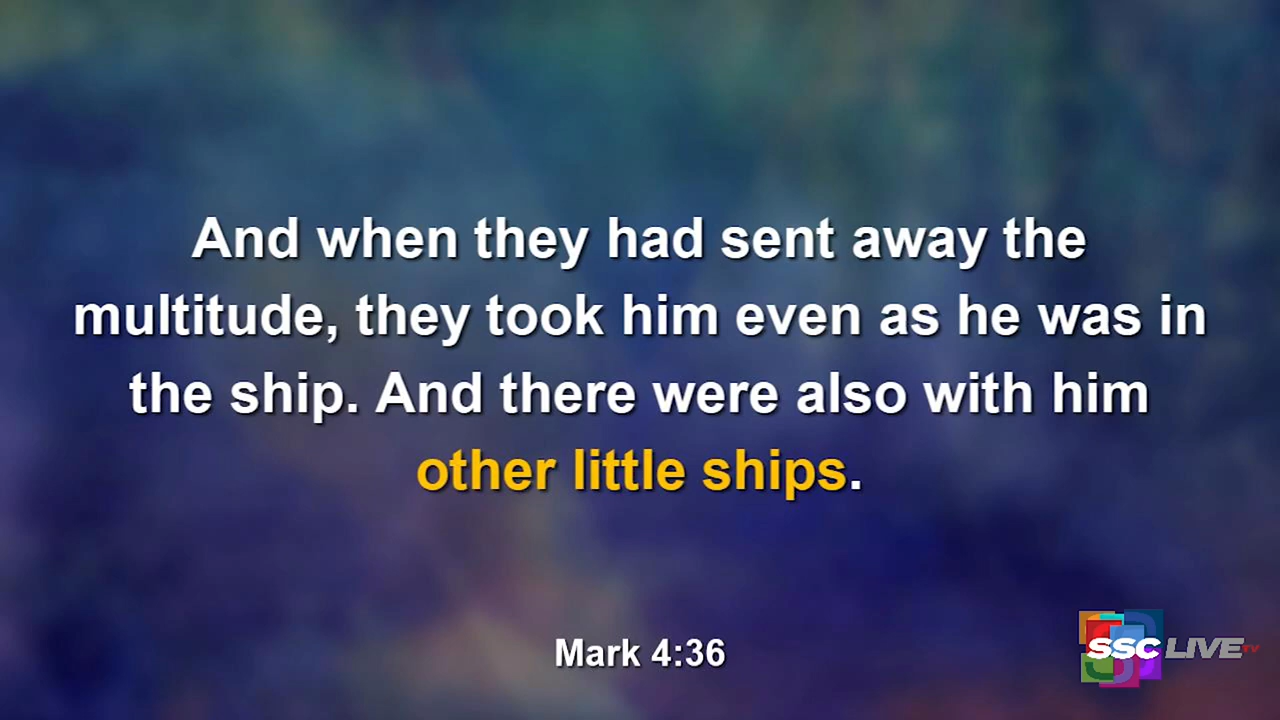 And when they had sent away the
multitude, they took him even as he was in
the ship. And there were also with him
other little ships.
Mark 4:36
SSC LIVE TV